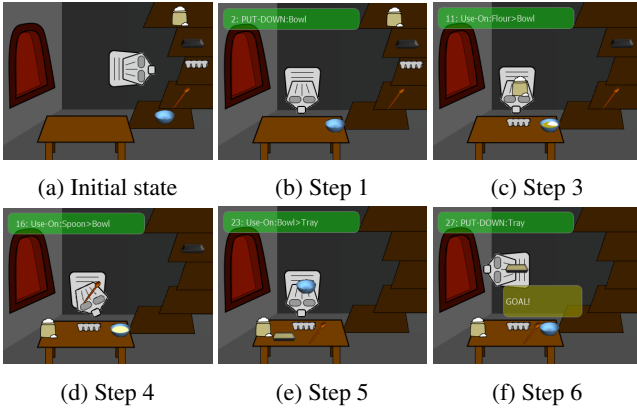 2: PUT-DOWN:Bowl
11: Use-On:Flour>Bowl
(a) Initial state
(b) Step 1
(c) Step 3
16: Use-On:Spoon>Bowl
23: Use-On:Bowl>Tray
27: PUT-DOWN:Tray
GOAL!
(d) Step 4
(e) Step 5
(f) Step 6